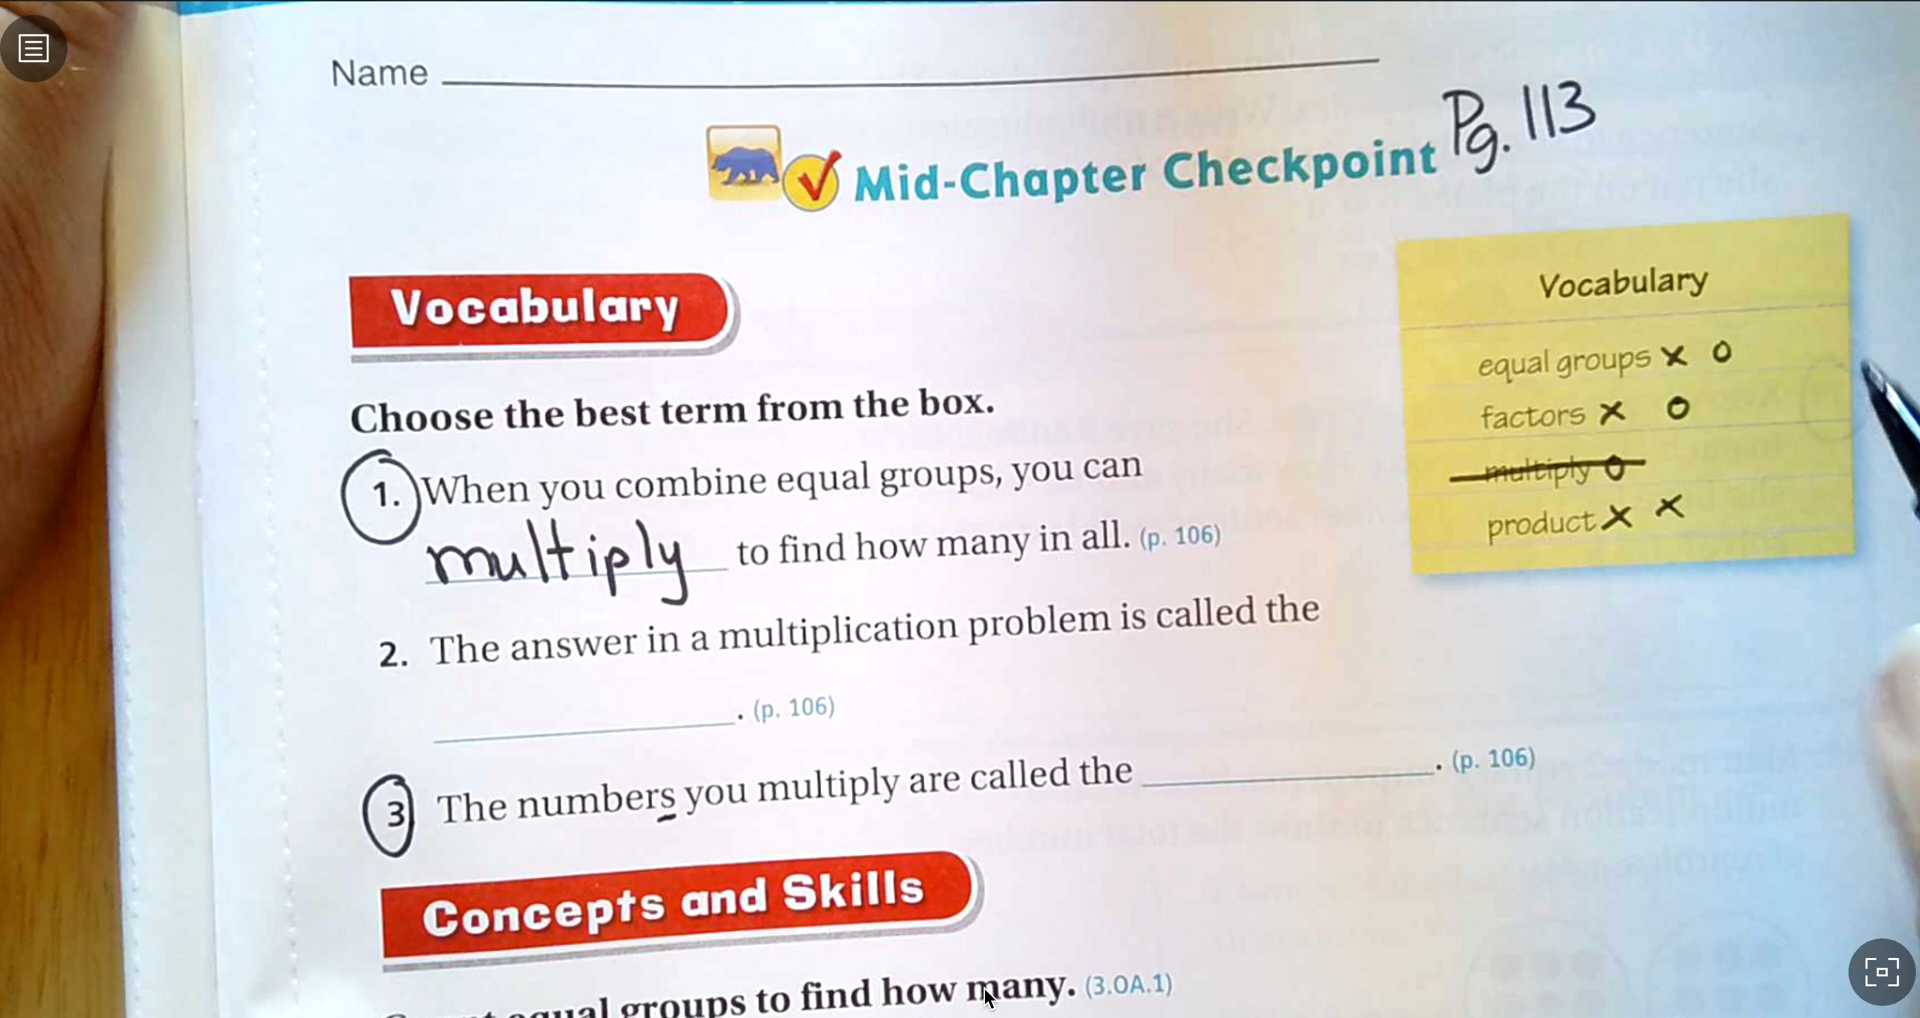 Name
Pg. 113
Mid-Chapter Checkpoint
Vocabulary
Vocabulary
equal groups x o
factors x o
multiply o
product x x
Choose the best term from the box.
1. When you combine equal groups, you can
multiply to find how many in all. (p. 106)
2. The answer in a multiplication problem is called the
. (p. 106)
3 The numbers you multiply are called the . (p. 106)
Concepts and Skills
equal groups to find how many. (3.OA.1)